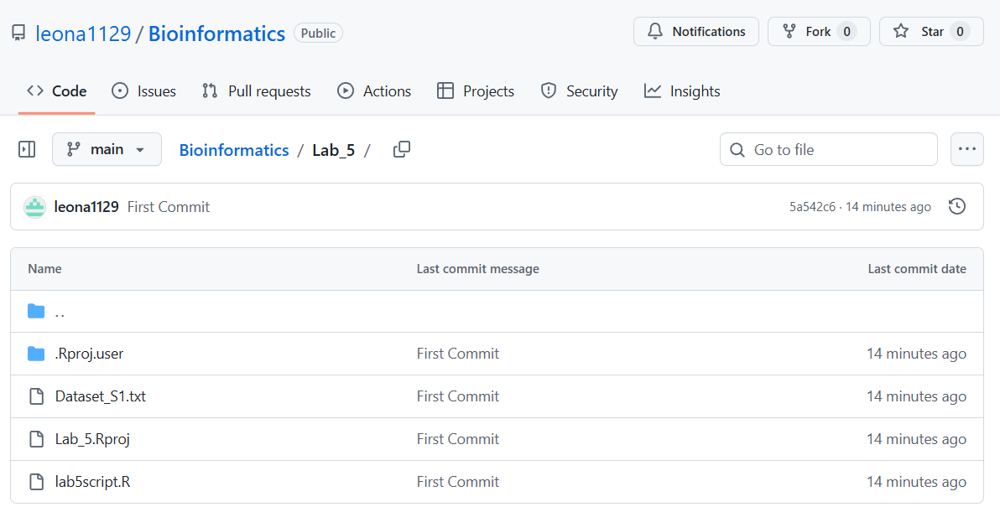 leona1129 / Bioinformatics Public Notifications Fork 0 Star 0
Code Issues Pull requests Actions Projects Security Insights
main Bioinformatics / Lab_5 / Go to file
leona1129 First Commit 5a542c6 · 14 minutes ago
Name Last commit message Last commit date
..
.Rproj.user First Commit 14 minutes ago
Dataset_S1.txt First Commit 14 minutes ago
Lab_5.Rproj First Commit 14 minutes ago
lab5script.R First Commit 14 minutes ago